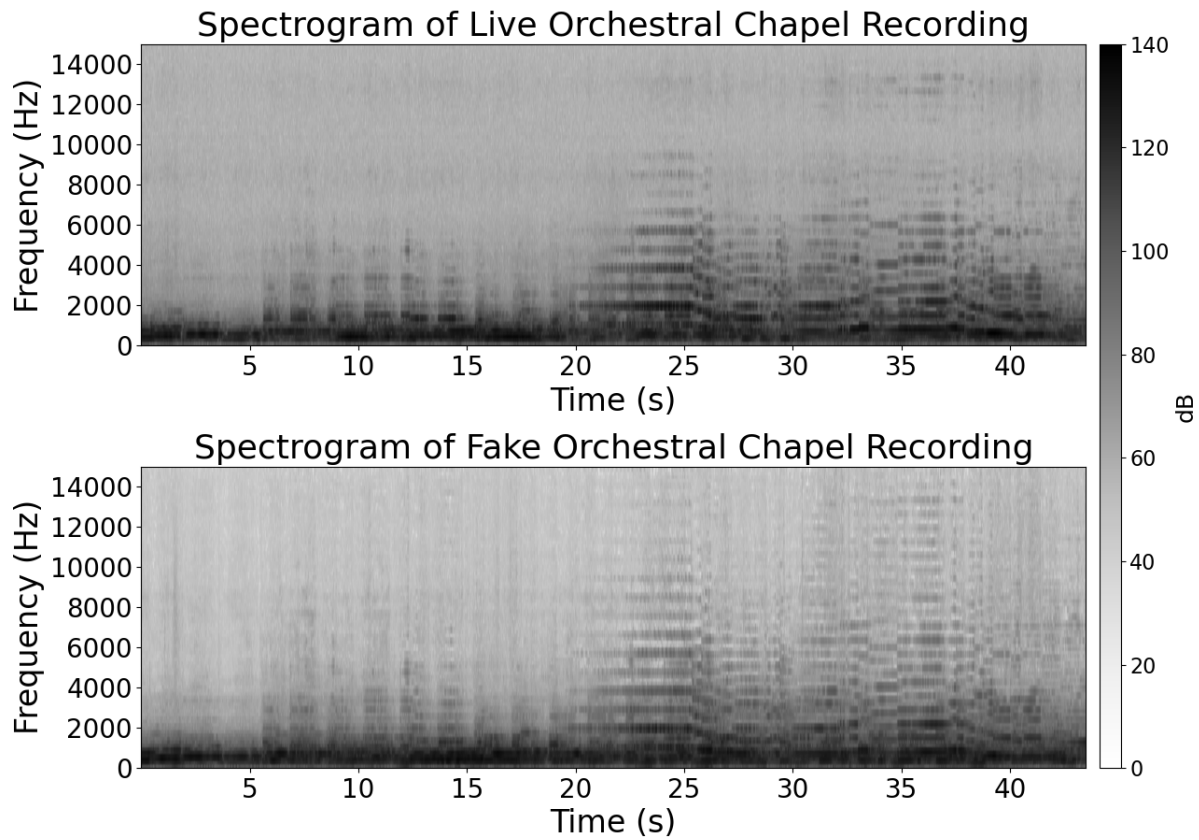 Spectrogram of Live Orchestral Chapel Recording
14000
12000
10000
8000
6000
4000
2000
0
Frequency (Hz)
5 10 15 20 25 30 35 40
Time (s)
Spectrogram of Fake Orchestral Chapel Recording
14000
12000
10000
8000
6000
4000
2000
0
Frequency (Hz)
5 10 15 20 25 30 35 40
Time (s)
140
120
100
80
60
40
20
0
dB